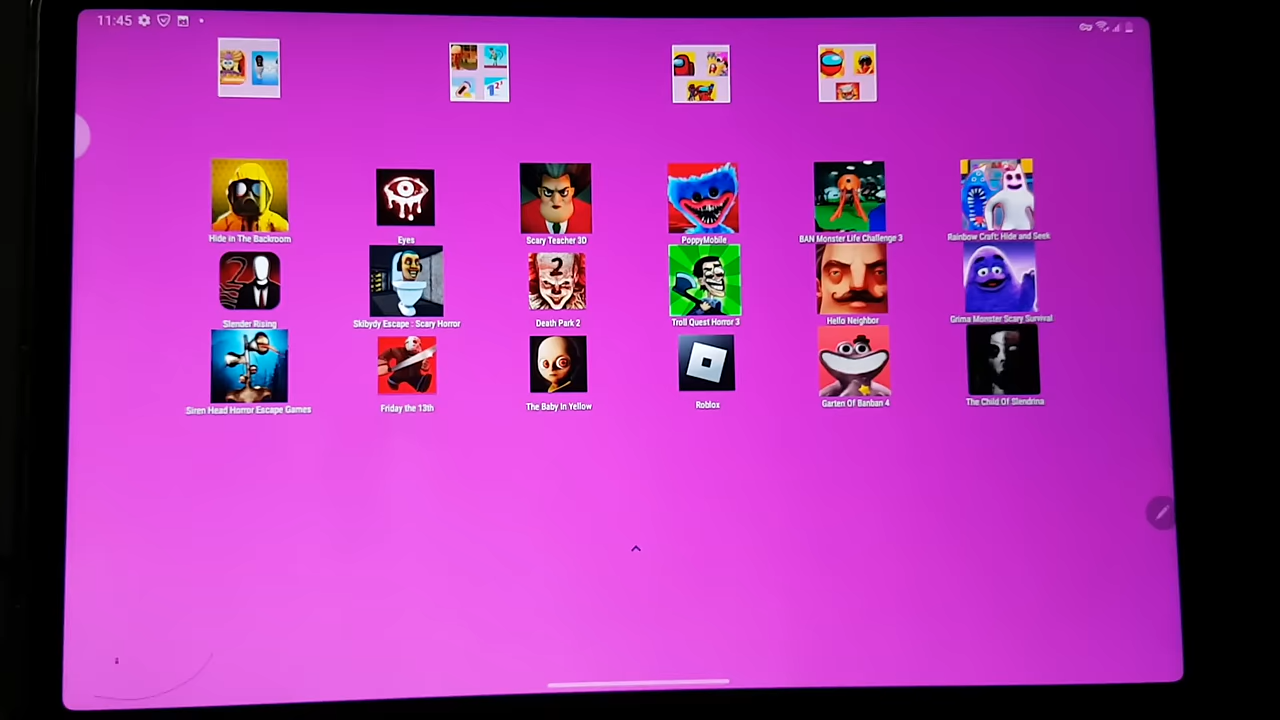 11:45
Hide In The Backroom
Eyes
Scary Teacher 3D
PoppyMobile
BAN Monster Life Challenge 3
Rainbow Craft: Hide and Seek
2
Slender Rising
Skibydy Escape : Scary Horror
2
Death Park 2
Troll Quest Horror 3
Hello Neighbor
Grima Monster Scary Survival
Siren Head Horror Escape Games
Friday the 13th
The Baby In Yellow
Roblox
Garten Of Banban 4
The Child Of Slendrina